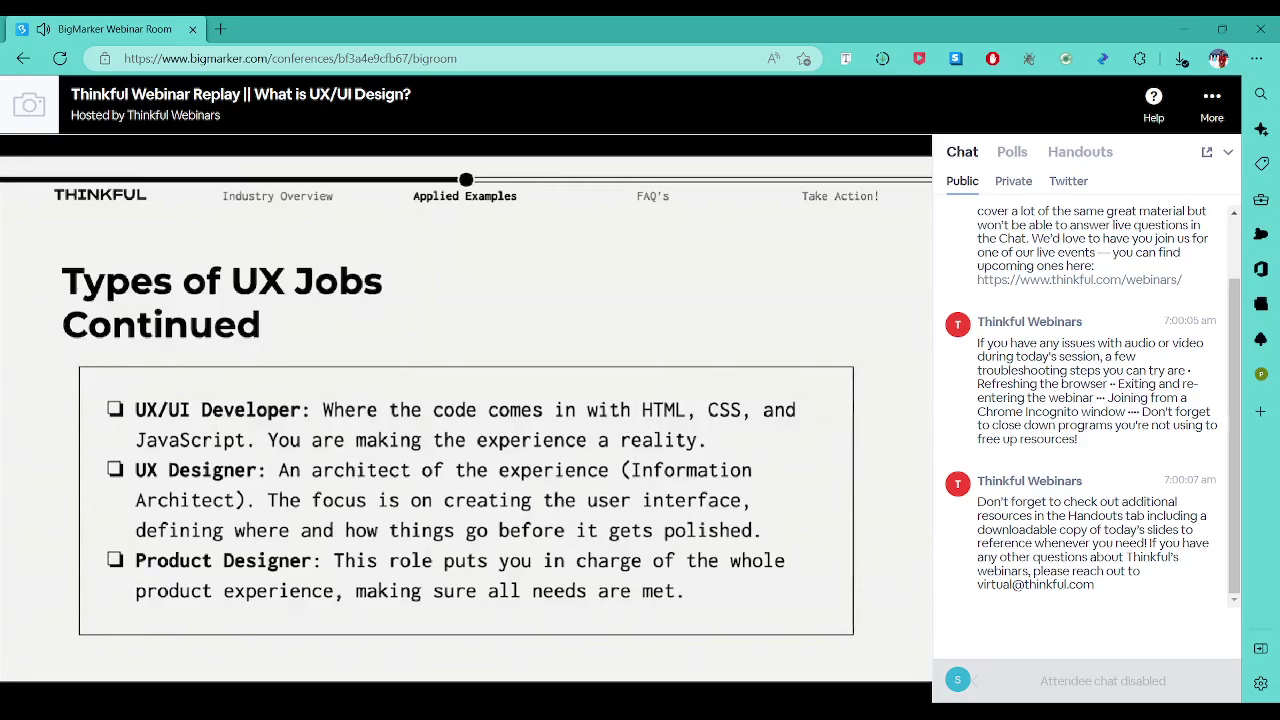 BigMarker Webinar Room
http://www.bigmarker.com/conferences/bf3a4e9cfb67/bigroom
Thinkful Webinar Replay || What is UX/UI Design?
Hosted by Thinkful Webinars
Help
More
THINKFUL
Industry Overview
Applied Examples
FAQ's
Take Action!
Types of UX Jobs
Continued
UX/UI Developer: Where the code comes in with HTML, CSS, and
JavaScript. You are making the experience a reality.
UX Designer: An architect of the experience (Information
Architect). The focus is on creating the user interface,
defining where and how things go before it gets polished.
Product Designer: This role puts you in charge of the whole
product experience, making sure all needs are met.
Chat
Polls
Handouts
Public
Private
Twitter
cover a lot of the same great material but
won't be able to answer live questions in
the Chat. We'd love to have you join us for
one of our live events — you can find
upcoming ones here:
https://www.thinkful.com/webinars/
T
Thinkful Webinars
7:00:05 am
If you have any issues with audio or video
during today's session, a few
troubleshooting steps you can try are •
Refreshing the browser •• Exiting and re-
entering the webinar ••• Joining from a
Chrome Incognito window •••• Don't forget
to close down programs you're not using to
free up resources!
T
Thinkful Webinars
7:00:07 am
Don't forget to check out additional
resources in the Handouts tab including a
downloadable copy of today's slides to
reference whenever you need! If you have
any other questions about Thinkful's
webinars, please reach out to
virtual@thinkful.com
S
Attendee chat disabled